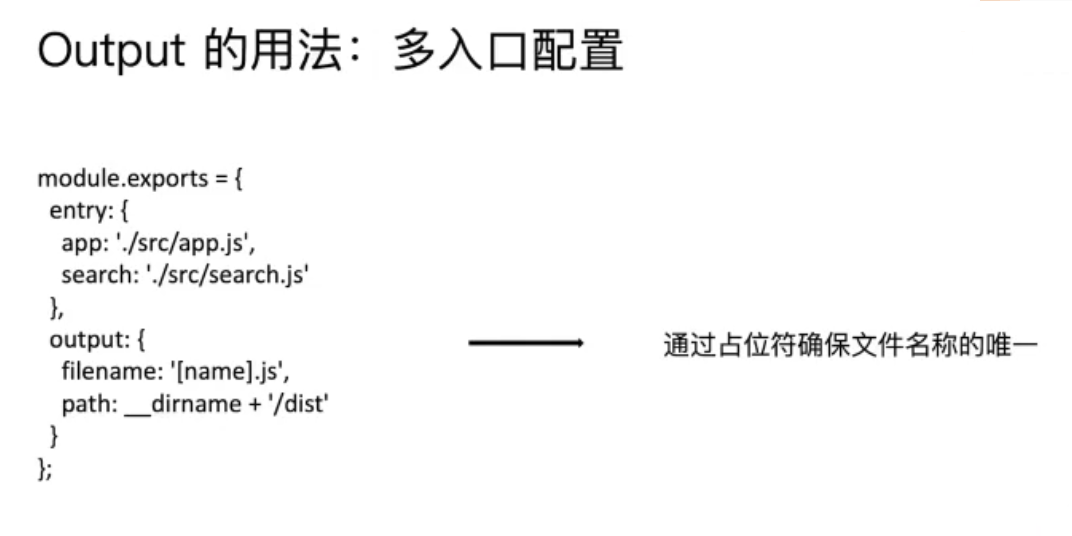 Output 的用法：多入口配置
module.exports = {
entry: {
app: './src/app.js',
search: './src/search.js'
},
output: {
filename: '[name].js',
path: __dirname + '/dist'
}
};
通过占位符确保文件名称的唯一